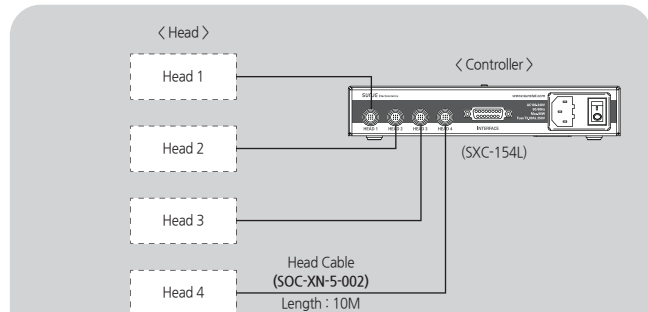 〈 Head 〉
Head 1
Head 2
Head 3
Head 4
Head Cable
(SOC-XN-5-002)
Length : 10M
〈 Controller 〉
HEAD 1 HEAD 2 HEAD 3 HEAD 4 INTERFACE
(SXC-154L)